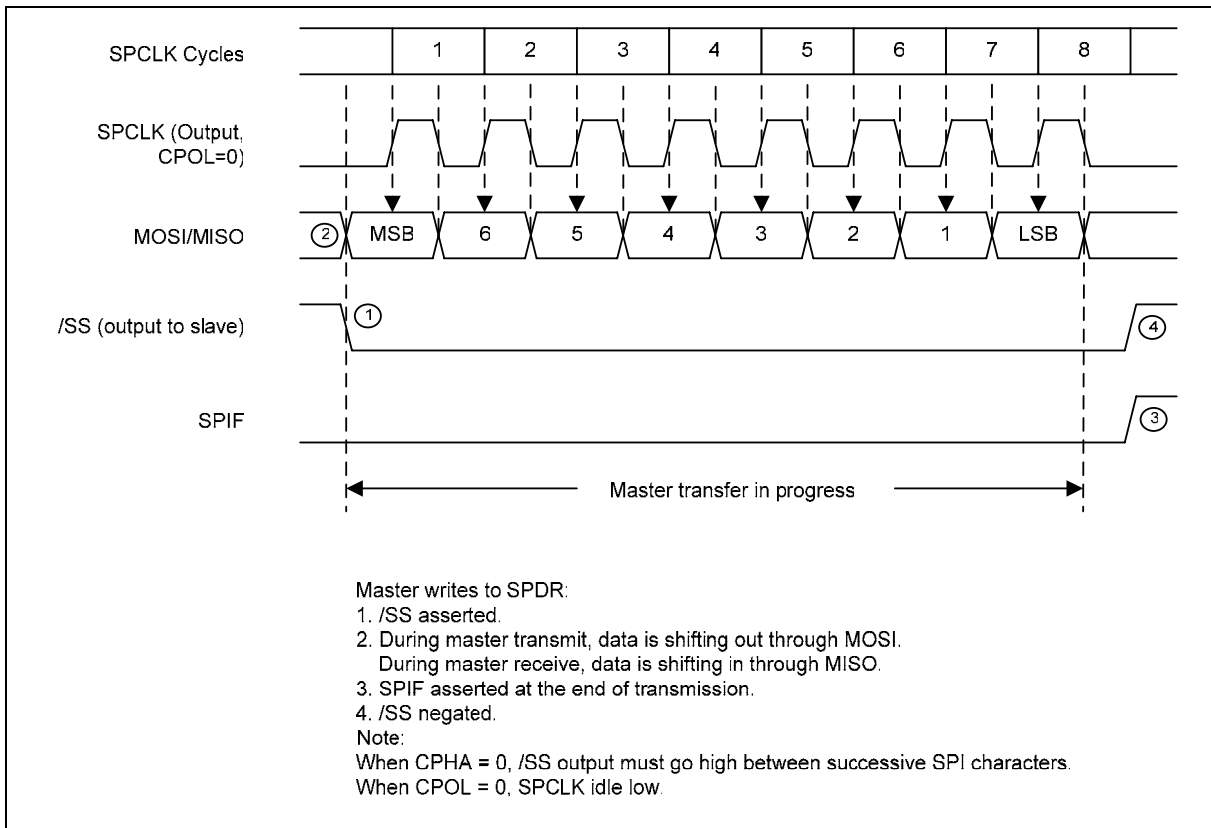 SPCLK Cycles
1 2 3 4 5 6 7 8
SPCLK (Output,
CPOL=0)
MOSI/MISO
2 MSB 6 5 4 3 2 1 LSB
/SS (output to slave)
1
4
SPIF
3
Master transfer in progress
Master writes to SPDR:
1. /SS asserted.
2. During master transmit, data is shifting out through MOSI.
During master receive, data is shifting in through MISO.
3. SPIF asserted at the end of transmission.
4. /SS negated.
Note:
When CPHA = 0, /SS output must go high between successive SPI characters.
When CPOL = 0, SPCLK idle low.